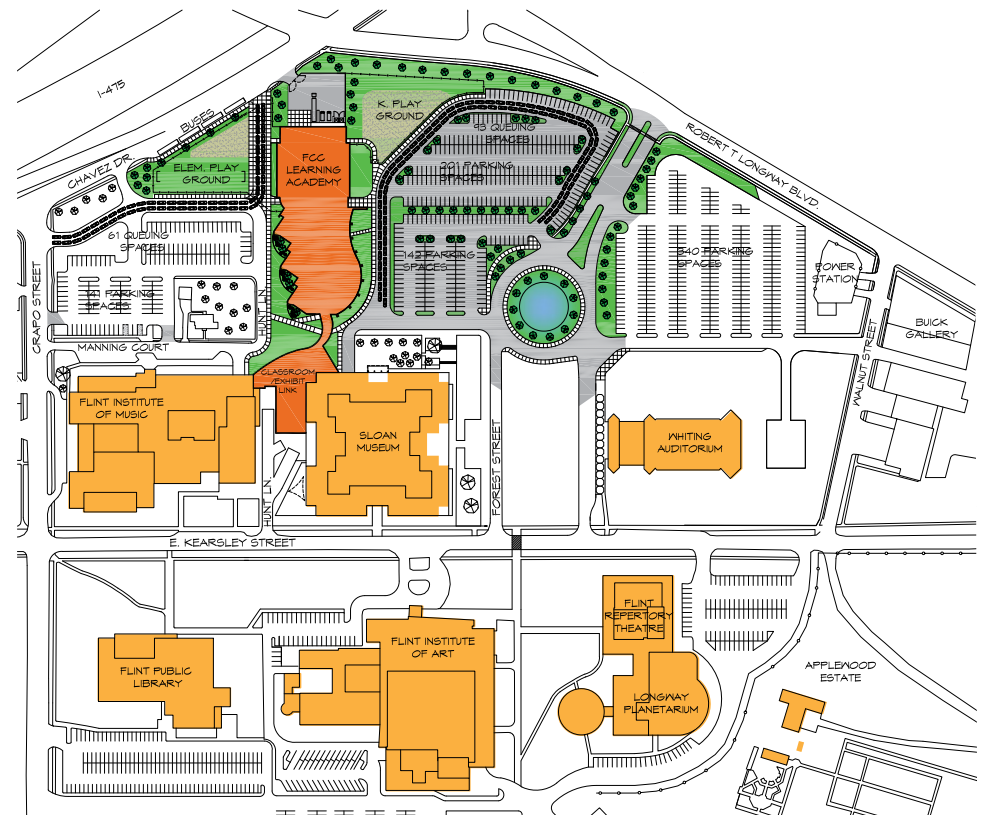 I-475
BUSES
CHAVEZ DR.
K. PLAY
GROUND
93 QUEUING
SPACES
ROBERT T LONGWAY BLVD.
FCC
LEARNING
ACADEMY
ELEM. PLAY
GROUND
201 PARKING
SPACES
61 QUEUING
SPACES
142 PARKING
SPACES
340 PARKING
SPACES
POWER
STATION
141 PARKING
SPACES
HUNT LN.
CRAPO STREET
MANNING COURT
BUICK
GALLERY
WALNUT STREET
CLASSROOM
/EXHIBIT
LINK
FLINT INSTITUTE
OF MUSIC
SLOAN
MUSEUM
WHITING
AUDITORIUM
FOREST STREET
HUNT LN.
E. KEARSLEY STREET
FLINT
REPERTORY
THEATRE
FLINT INSTITUTE
OF ART
FLINT PUBLIC
LIBRARY
APPLEWOOD
ESTATE
LONGWAY
PLANETARIUM